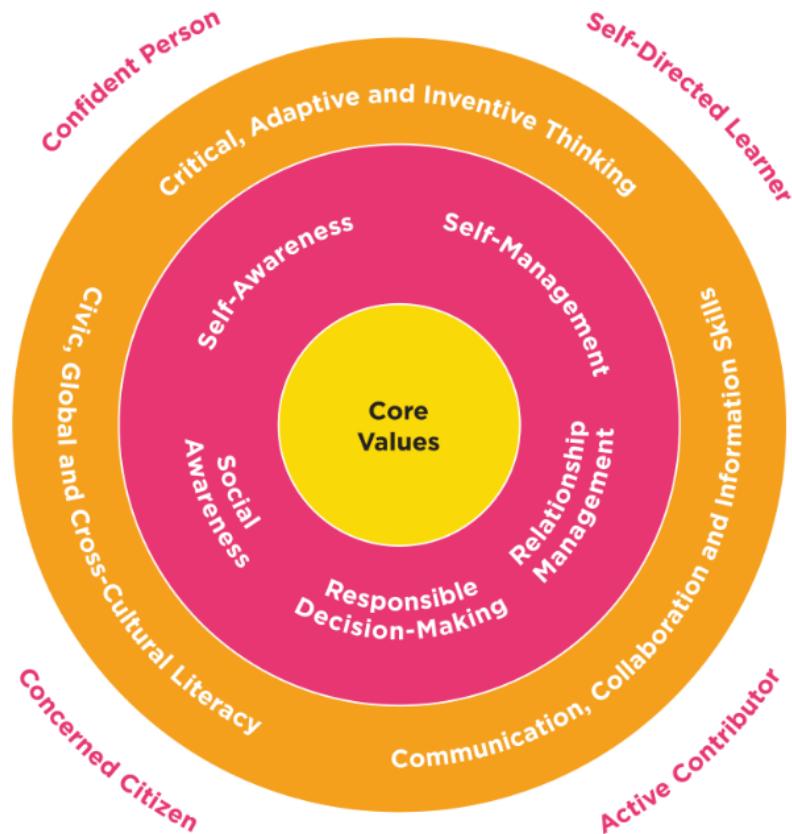 Confident Person
Self-Directed Learner
Critical, Adaptive and Inventive Thinking
Self-Awareness
Self-Management
Civic, Global and Cross-Cultural Literacy
Communication, Collaboration and Information Skills
Core
Values
Social
Awareness
Relationship
Management
Responsible
Decision-Making
Concerned Citizen
Active Contributor